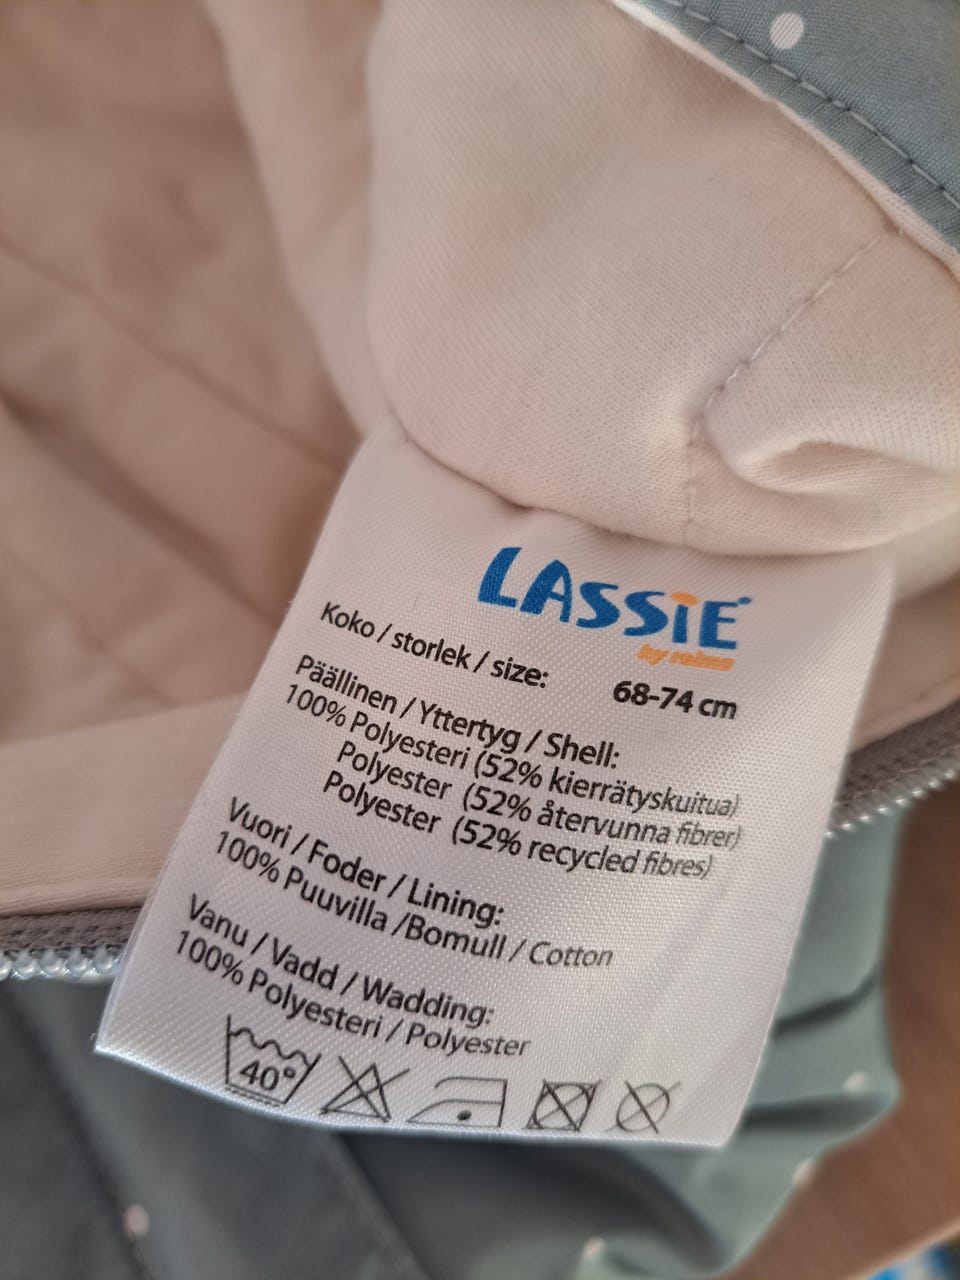 LASSiE
by reima
Koko / storlek / size: 68-74 cm
Päällinen / Yttertyg / Shell:
100% Polyesteri (52% kierrätyskuitua)
Polyester (52% återvunna fibrer)
Polyester (52% recycled fibres)
Vuori / Foder / Lining:
100% Puuvilla /Bomull / Cotton
Vanu / Vadd / Wadding:
100% Polyesteri / Polyester
40°